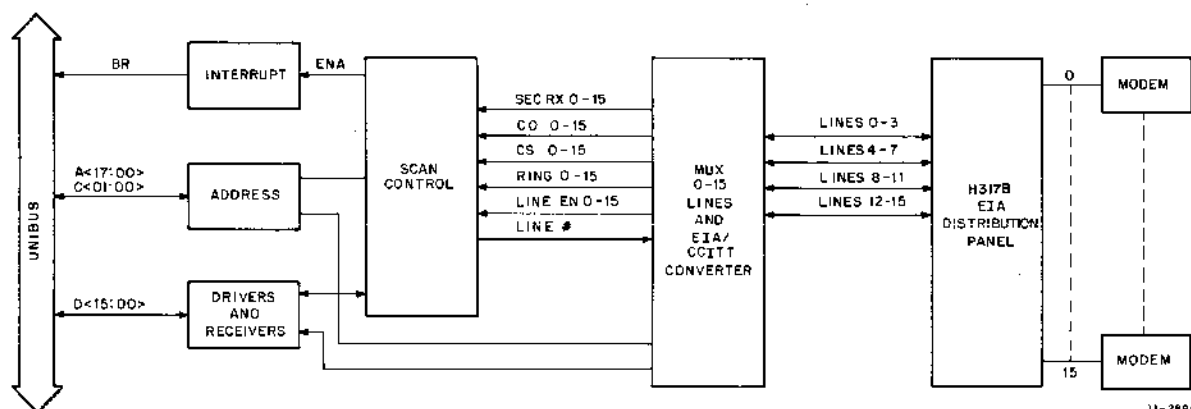 UNIBUS
BR
INTERRUPT
ENA
A<17:00>
C<01:00>
ADDRESS
D<15:00>
DRIVERS
AND
RECEIVERS
SCAN
CONTROL
SEC RX 0-15
CO 0-15
CS 0-15
RING 0-15
LINE EN 0-15
LINE #
MUX
0-15
LINES
AND
EIA/
CCITT
CONVERTER
LINES 0-3
LINES 4-7
LINES 8-11
LINES 12-15
H317B
EIA
DISTRIBUTION
PANEL
0
MODEM
15
MODEM